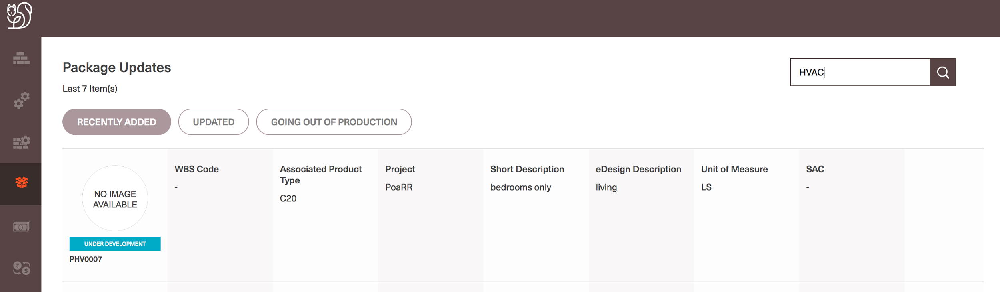 Package Updates
HVAC
Last 7 Item(s)
RECENTLY ADDED
UPDATED
GOING OUT OF PRODUCTION
NO IMAGE
AVAILABLE
UNDER DEVELOPMENT
PHV0007
WBS Code
-
Associated Product
Type
C20
Project
PoaRR
Short Description
bedrooms only
eDesign Description
living
Unit of Measure
LS
SAC
-
₹
$